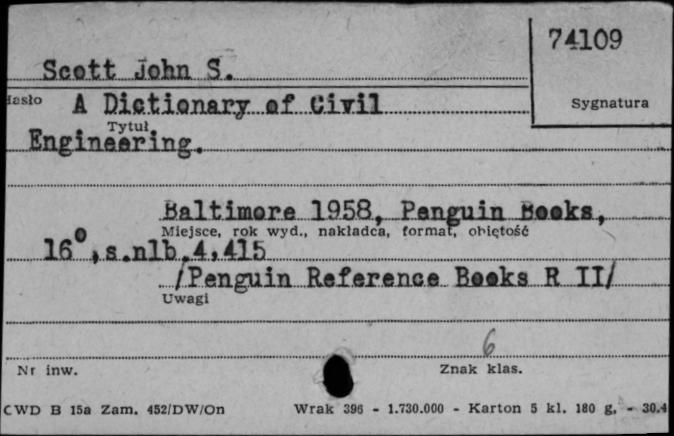 74109
Scott John S.
Hasło A Dictionary of Civil Sygnatura
Tytuł
Engineering.
Baltimore 1958, Penguin Books,
Miejsce, rok wyd., nakładca, format, objętość
16°, s.nlb.4,415
/Penguin Reference Books R II/
Uwagi
6
Nr inw. Znak klas.
CWD B 15a Zam. 452/DW/On Wrak 396 - 1.730.000 - Karton 5 kl. 180 g. - 30.4